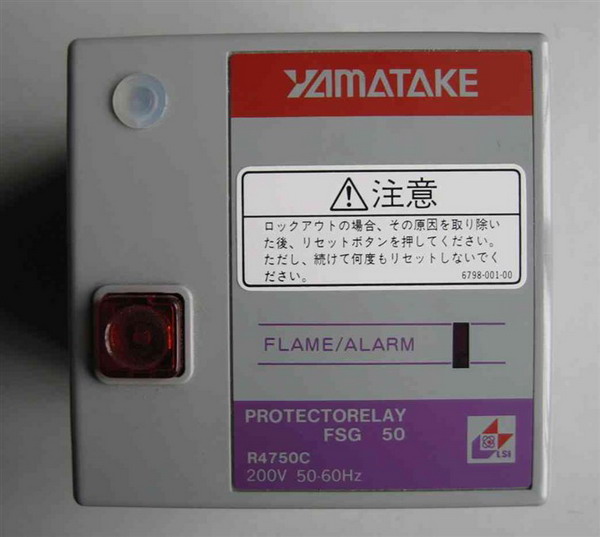 YAMATAKE
注意
ロックアウトの場合、その原因を取り除い
た後、リセットボタンを押してください。
ただし、続けて何度もリセットしないでく
ださい。
6798-001-00
FLAME/ALARM
PROTECTORELAY
FSG 50
R4750C
200V 50-60Hz
LSI